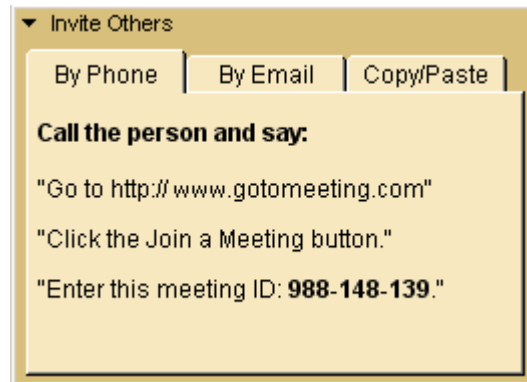 Invite Others
By Phone By Email Copy/Paste
Call the person and say:
"Go to http://www.gotomeeting.com"
"Click the Join a Meeting button."
"Enter this meeting ID: 988-148-139."